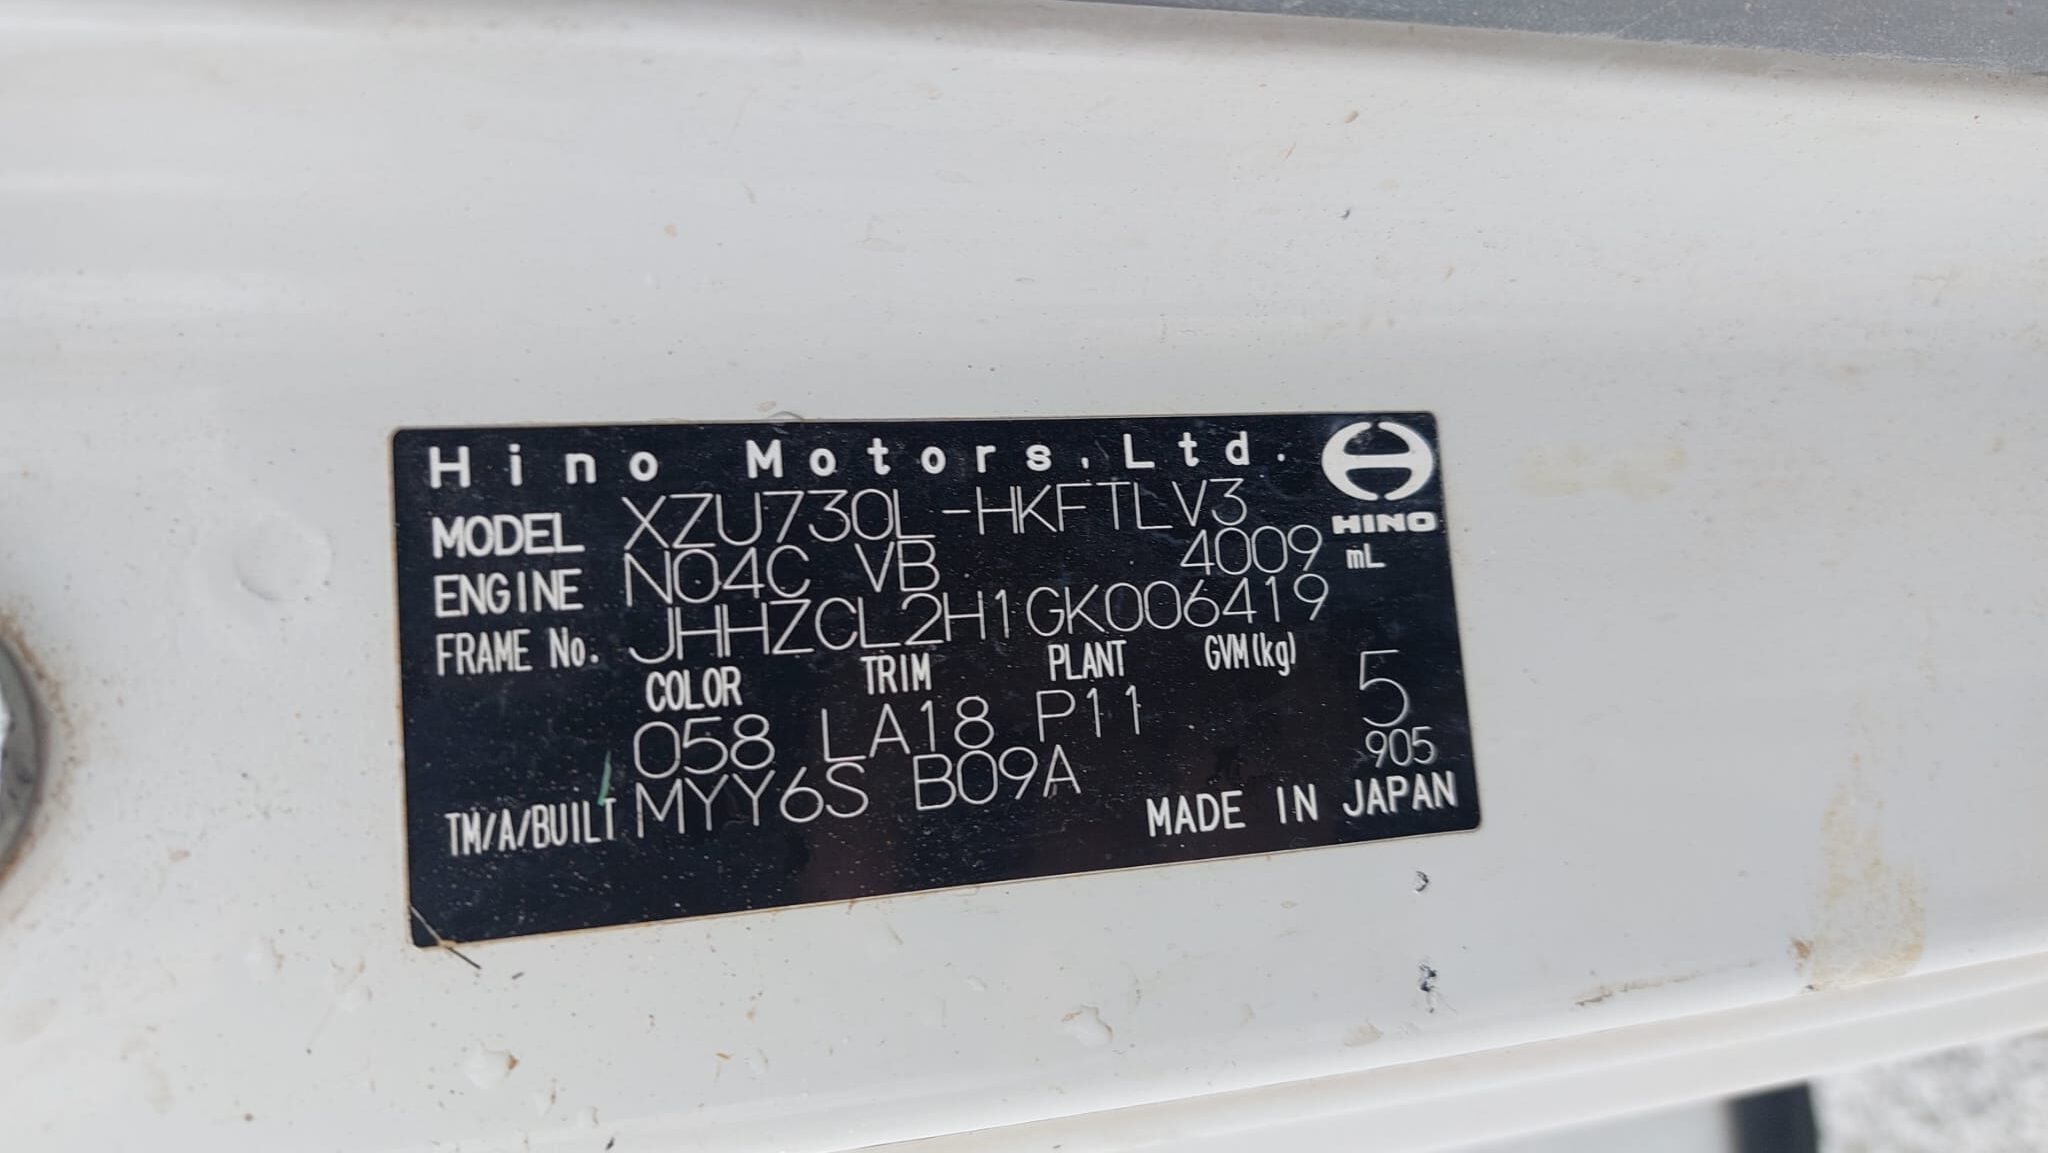 Hino Motors,Ltd.
HINO
MODEL XZU730L-HKFTLV3
ENGINE N04C VB 4009 mL
FRAME No. JHHZCL2H1GK006419
COLOR TRIM PLANT GVM(kg)
058 LA18 P11 5
905
TM/A/BUILT MYY6S B09A
MADE IN JAPAN